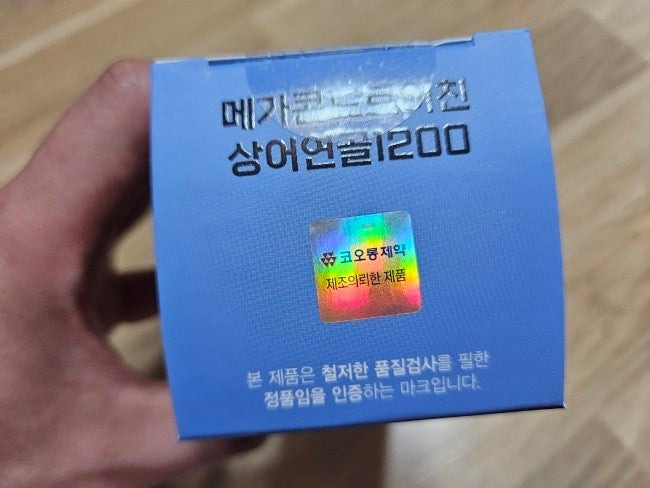 메가콘드로이친
상어연골1200
코오롱제약
제조의뢰한 제품
본 제품은 철저한 품질검사를 필한
정품임을 인증하는 마크입니다.